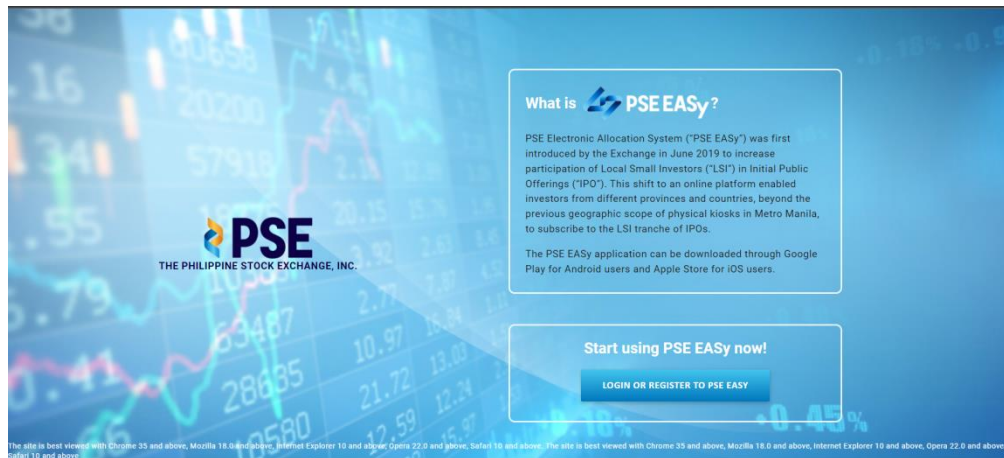 PSE
THE PHILIPPINE STOCK EXCHANGE, INC.
What is PSE EASy?
PSE Electronic Allocation System ("PSE EASy") was first
introduced by the Exchange in June 2019 to increase
participation of Local Small Investors ("LSI") in Initial Public
Offerings ("IPO"). This shift to an online platform enabled
investors from different provinces and countries, beyond the
previous geographic scope of physical kiosks in Metro Manila,
to subscribe to the LSI tranche of IPOs.
The PSE EASy application can be downloaded through Google
Play for Android users and Apple Store for iOS users.
Start using PSE EASy now!
LOGIN OR REGISTER TO PSE EASY
The site is best viewed with Chrome 35 and above, Mozilla 18.0 and above, Internet Explorer 10 and above, Opera 22.0 and above, Safari 10 and above. The site is best viewed with Chrome 35 and above, Mozilla 18.0 and above, Internet Explorer 10 and above, Opera 22.0 and above,
Safari 10 and above